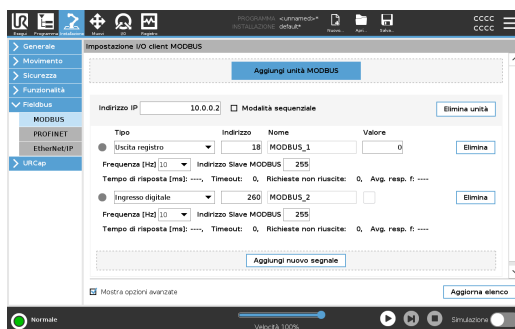 PROGRAMMA <unnamed>*
INSTALLAZIONE default*
CCCC
CCCC
Esegui Programma Installazione Muovi I/O Registro Nuovo... Apri... Salva...
Generale
Movimento
Sicurezza
Funzionalità
Fieldbus
MODBUS
PROFINET
EtherNet/IP
URCap
Impostazione I/O client MODBUS
Aggiungi unità MODBUS
Indirizzo IP 10.0.0.2 Modalità sequenziale Elimina unità
Tipo Indirizzo Nome Valore
Uscita registro 18 MODBUS_1 0 Elimina
Frequenza [Hz] 10 Indirizzo Slave MODBUS 255
Tempo di risposta [ms]: ----, Timeout: 0, Richieste non riuscite: 0, Avg. resp. f: ----
Ingresso digitale 260 MODBUS_2 Elimina
Frequenza [Hz] 10 Indirizzo Slave MODBUS 255
Tempo di risposta [ms]: ----, Timeout: 0, Richieste non riuscite: 0, Avg. resp. f: ----
Aggiungi nuovo segnale
Mostra opzioni avanzate Aggiorna elenco
Normale Velocità 100% Simulazione